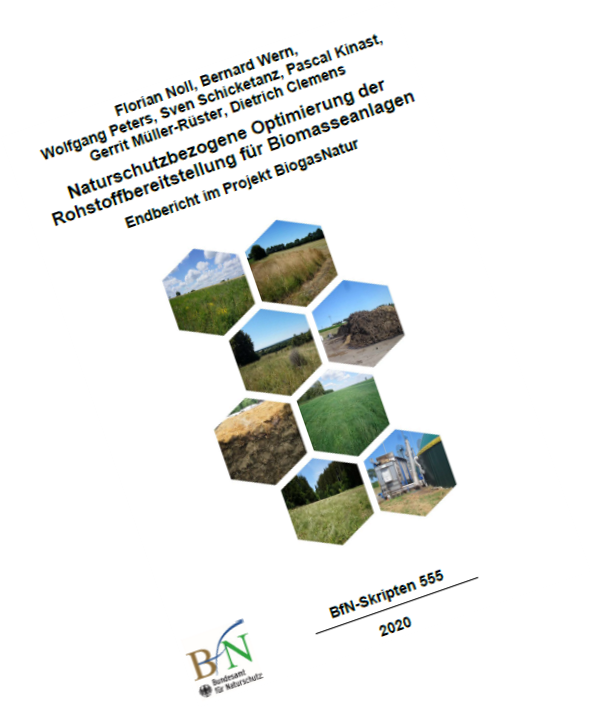 Florian Noll, Bernard Wern,
Wolfgang Peters, Sven Schicketanz, Pascal Kinast,
Gerrit Müller-Rüster, Dietrich Clemens
Naturschutzbezogene Optimierung der
Rohstoffbereitstellung für Biomasseanlagen
Endbericht im Projekt BiogasNatur
BfN-Skripten 555
2020
BfN
Bundesamt
für Naturschutz